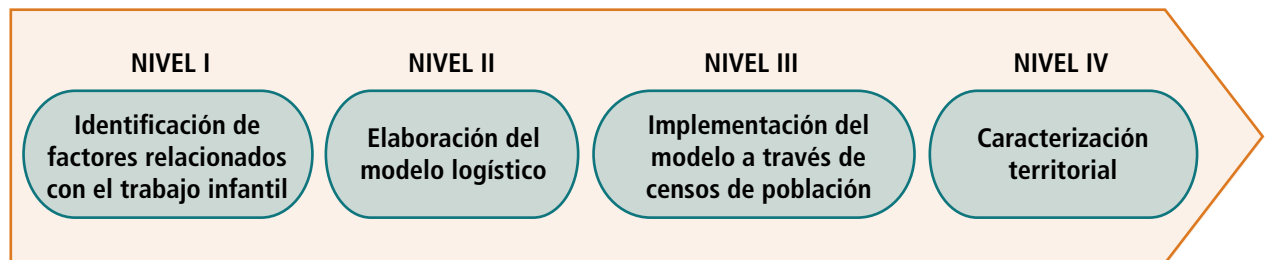 NIVEL I
Identificación de
factores relacionados
con el trabajo infantil
NIVEL II
Elaboración del
modelo logístico
NIVEL III
Implementación del
modelo a través de
censos de población
NIVEL IV
Caracterización
territorial